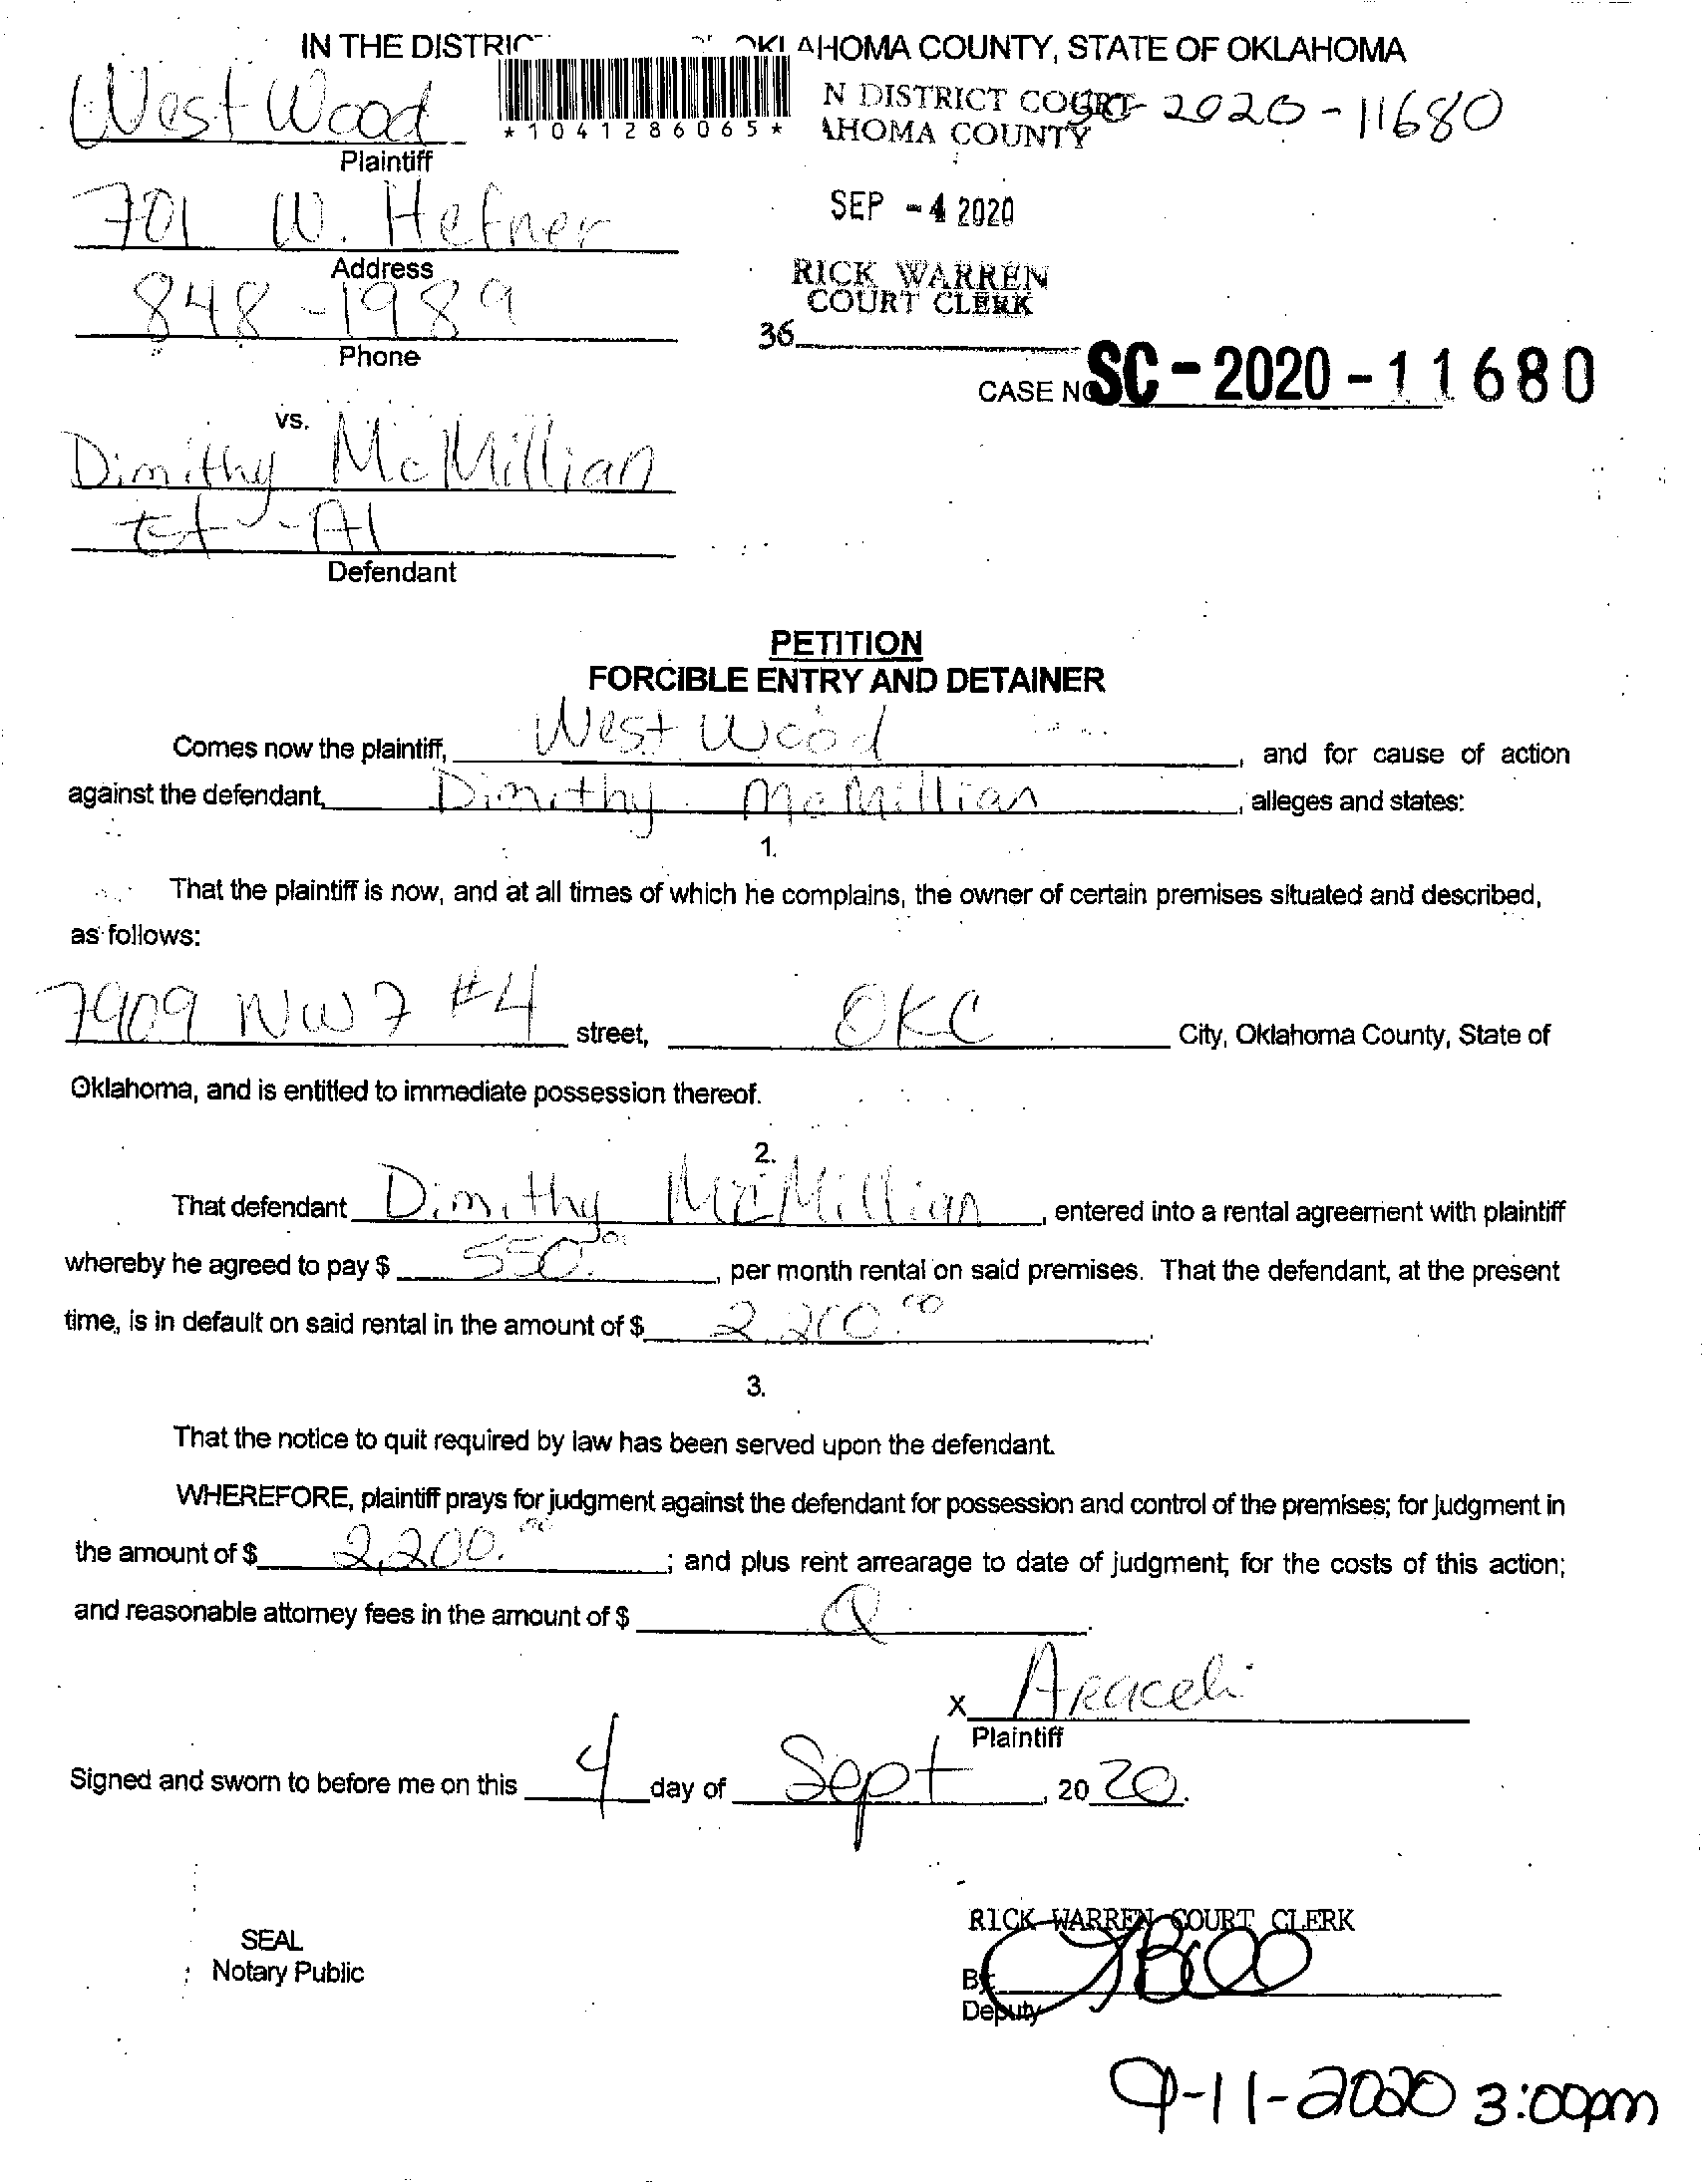 IN THE DISTRIC OKLAHOMA COUNTY, STATE OF OKLAHOMA
West Wood
*1041286065*
N DISTRICT COURT 2020-11680
AHOMA COUNTY
Plaintiff
701 W. Hefner
SEP -4 2020
Address
RICK WARREN
COURT CLERK
848-1989
36
Phone
CASE NO SC-2020-11680
vs.
Dimithy McMillian
et-Al
Defendant
PETITION
FORCIBLE ENTRY AND DETAINER
Comes now the plaintiff, West Wood, and for cause of action
against the defendant, Dimithy McMillian, alleges and states:
1.
That the plaintiff is now, and at all times of which he complains, the owner of certain premises situated and described,
as follows:
7909 NW 7 #4 street, OKC City, Oklahoma County, State of
Oklahoma, and is entitled to immediate possession thereof.
2.
That defendant Dimithy McMillian, entered into a rental agreement with plaintiff
whereby he agreed to pay $ 550.00, per month rental on said premises. That the defendant, at the present
time, is in default on said rental in the amount of $ 2,200.00.
3.
That the notice to quit required by law has been served upon the defendant.
WHEREFORE, plaintiff prays for judgment against the defendant for possession and control of the premises; for judgment in
the amount of $ 2,200.00; and plus rent arrearage to date of judgment; for the costs of this action;
and reasonable attorney fees in the amount of $
X Araceli
Plaintiff
Signed and sworn to before me on this 4 day of Sept, 2020.
RICK WARREN COURT CLERK
SEAL
Notary Public
By
Deputy
9-11-2020 3:00pm